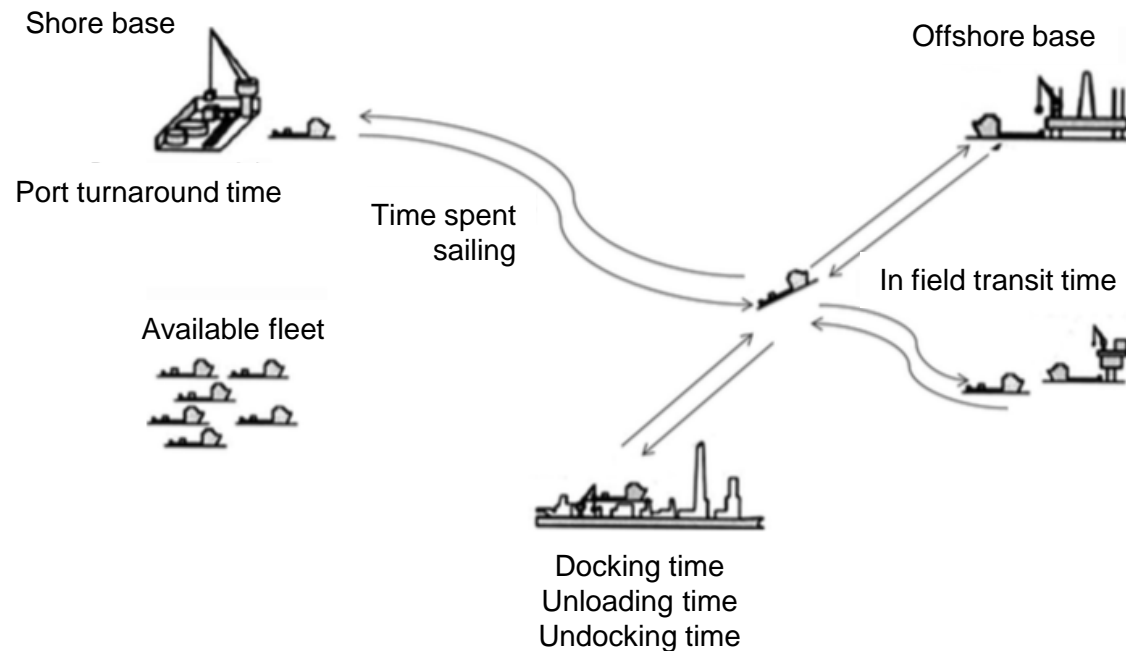 Shore base
Offshore base
Port turnaround time
Time spent
sailing
In field transit time
Available fleet
Docking time
Unloading time
Undocking time